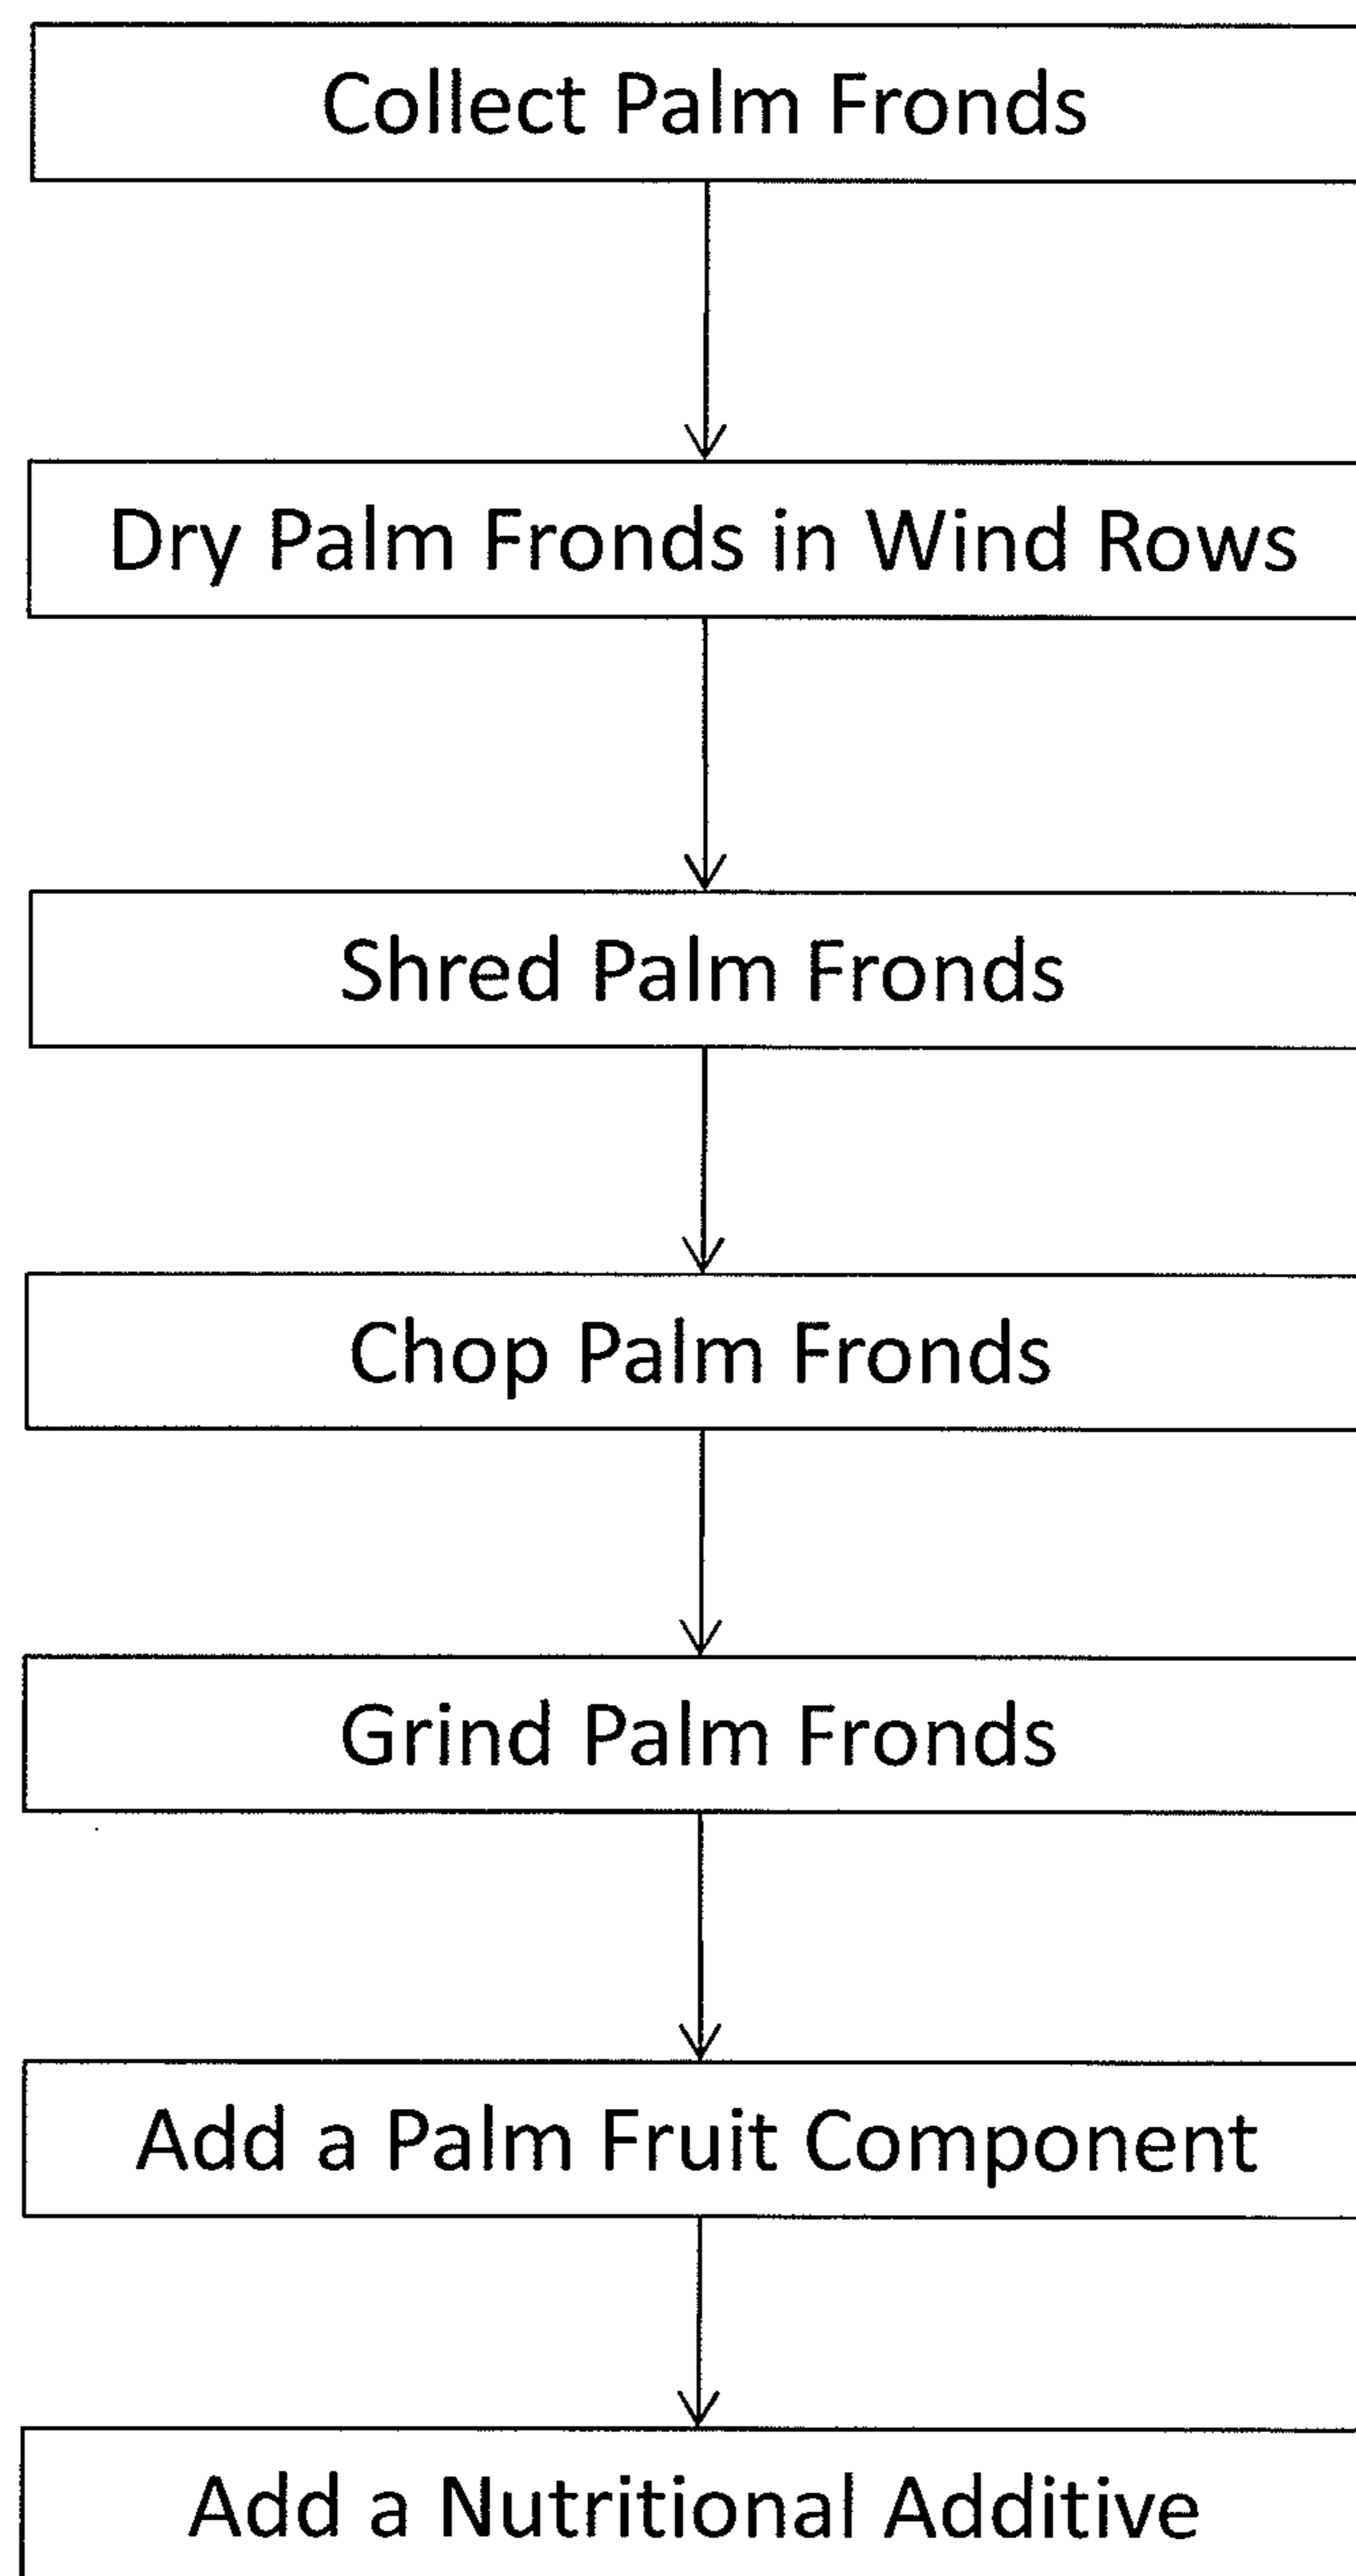 Collect Palm Fronds
Dry Palm Fronds in Wind Rows
Shred Palm Fronds
Chop Palm Fronds
Grind Palm Fronds
Add a Palm Fruit Component
Add a Nutritional Additive